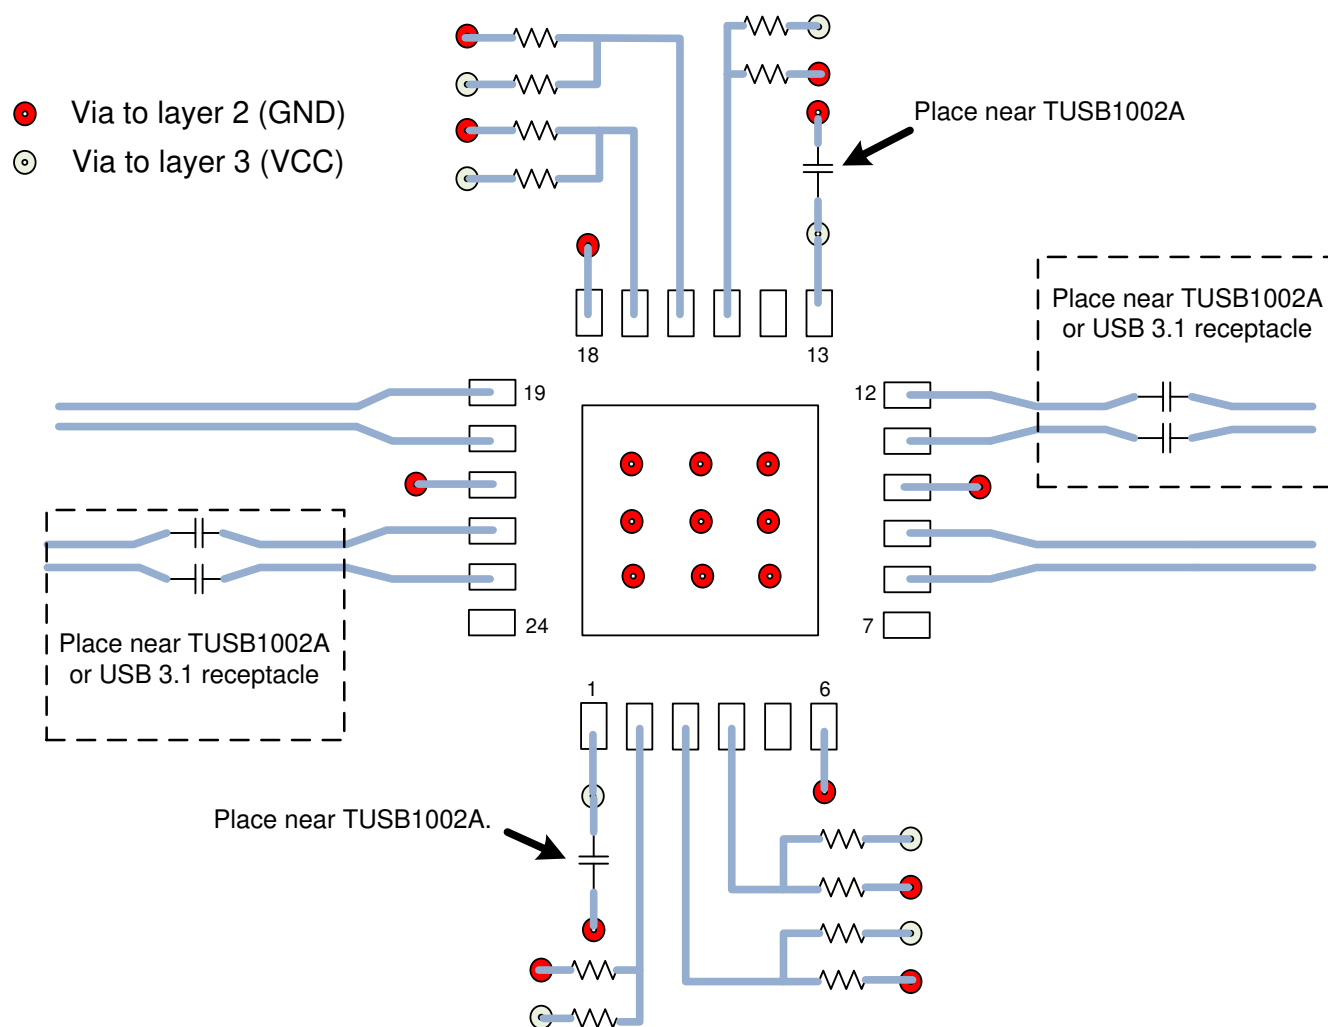 Via to layer 2 (GND)
Via to layer 3 (VCC)
Place near TUSB1002A
Place near TUSB1002A
or USB 3.1 receptacle
18
13
19
12
24
7
Place near TUSB1002A
or USB 3.1 receptacle
1
6
Place near TUSB1002A.